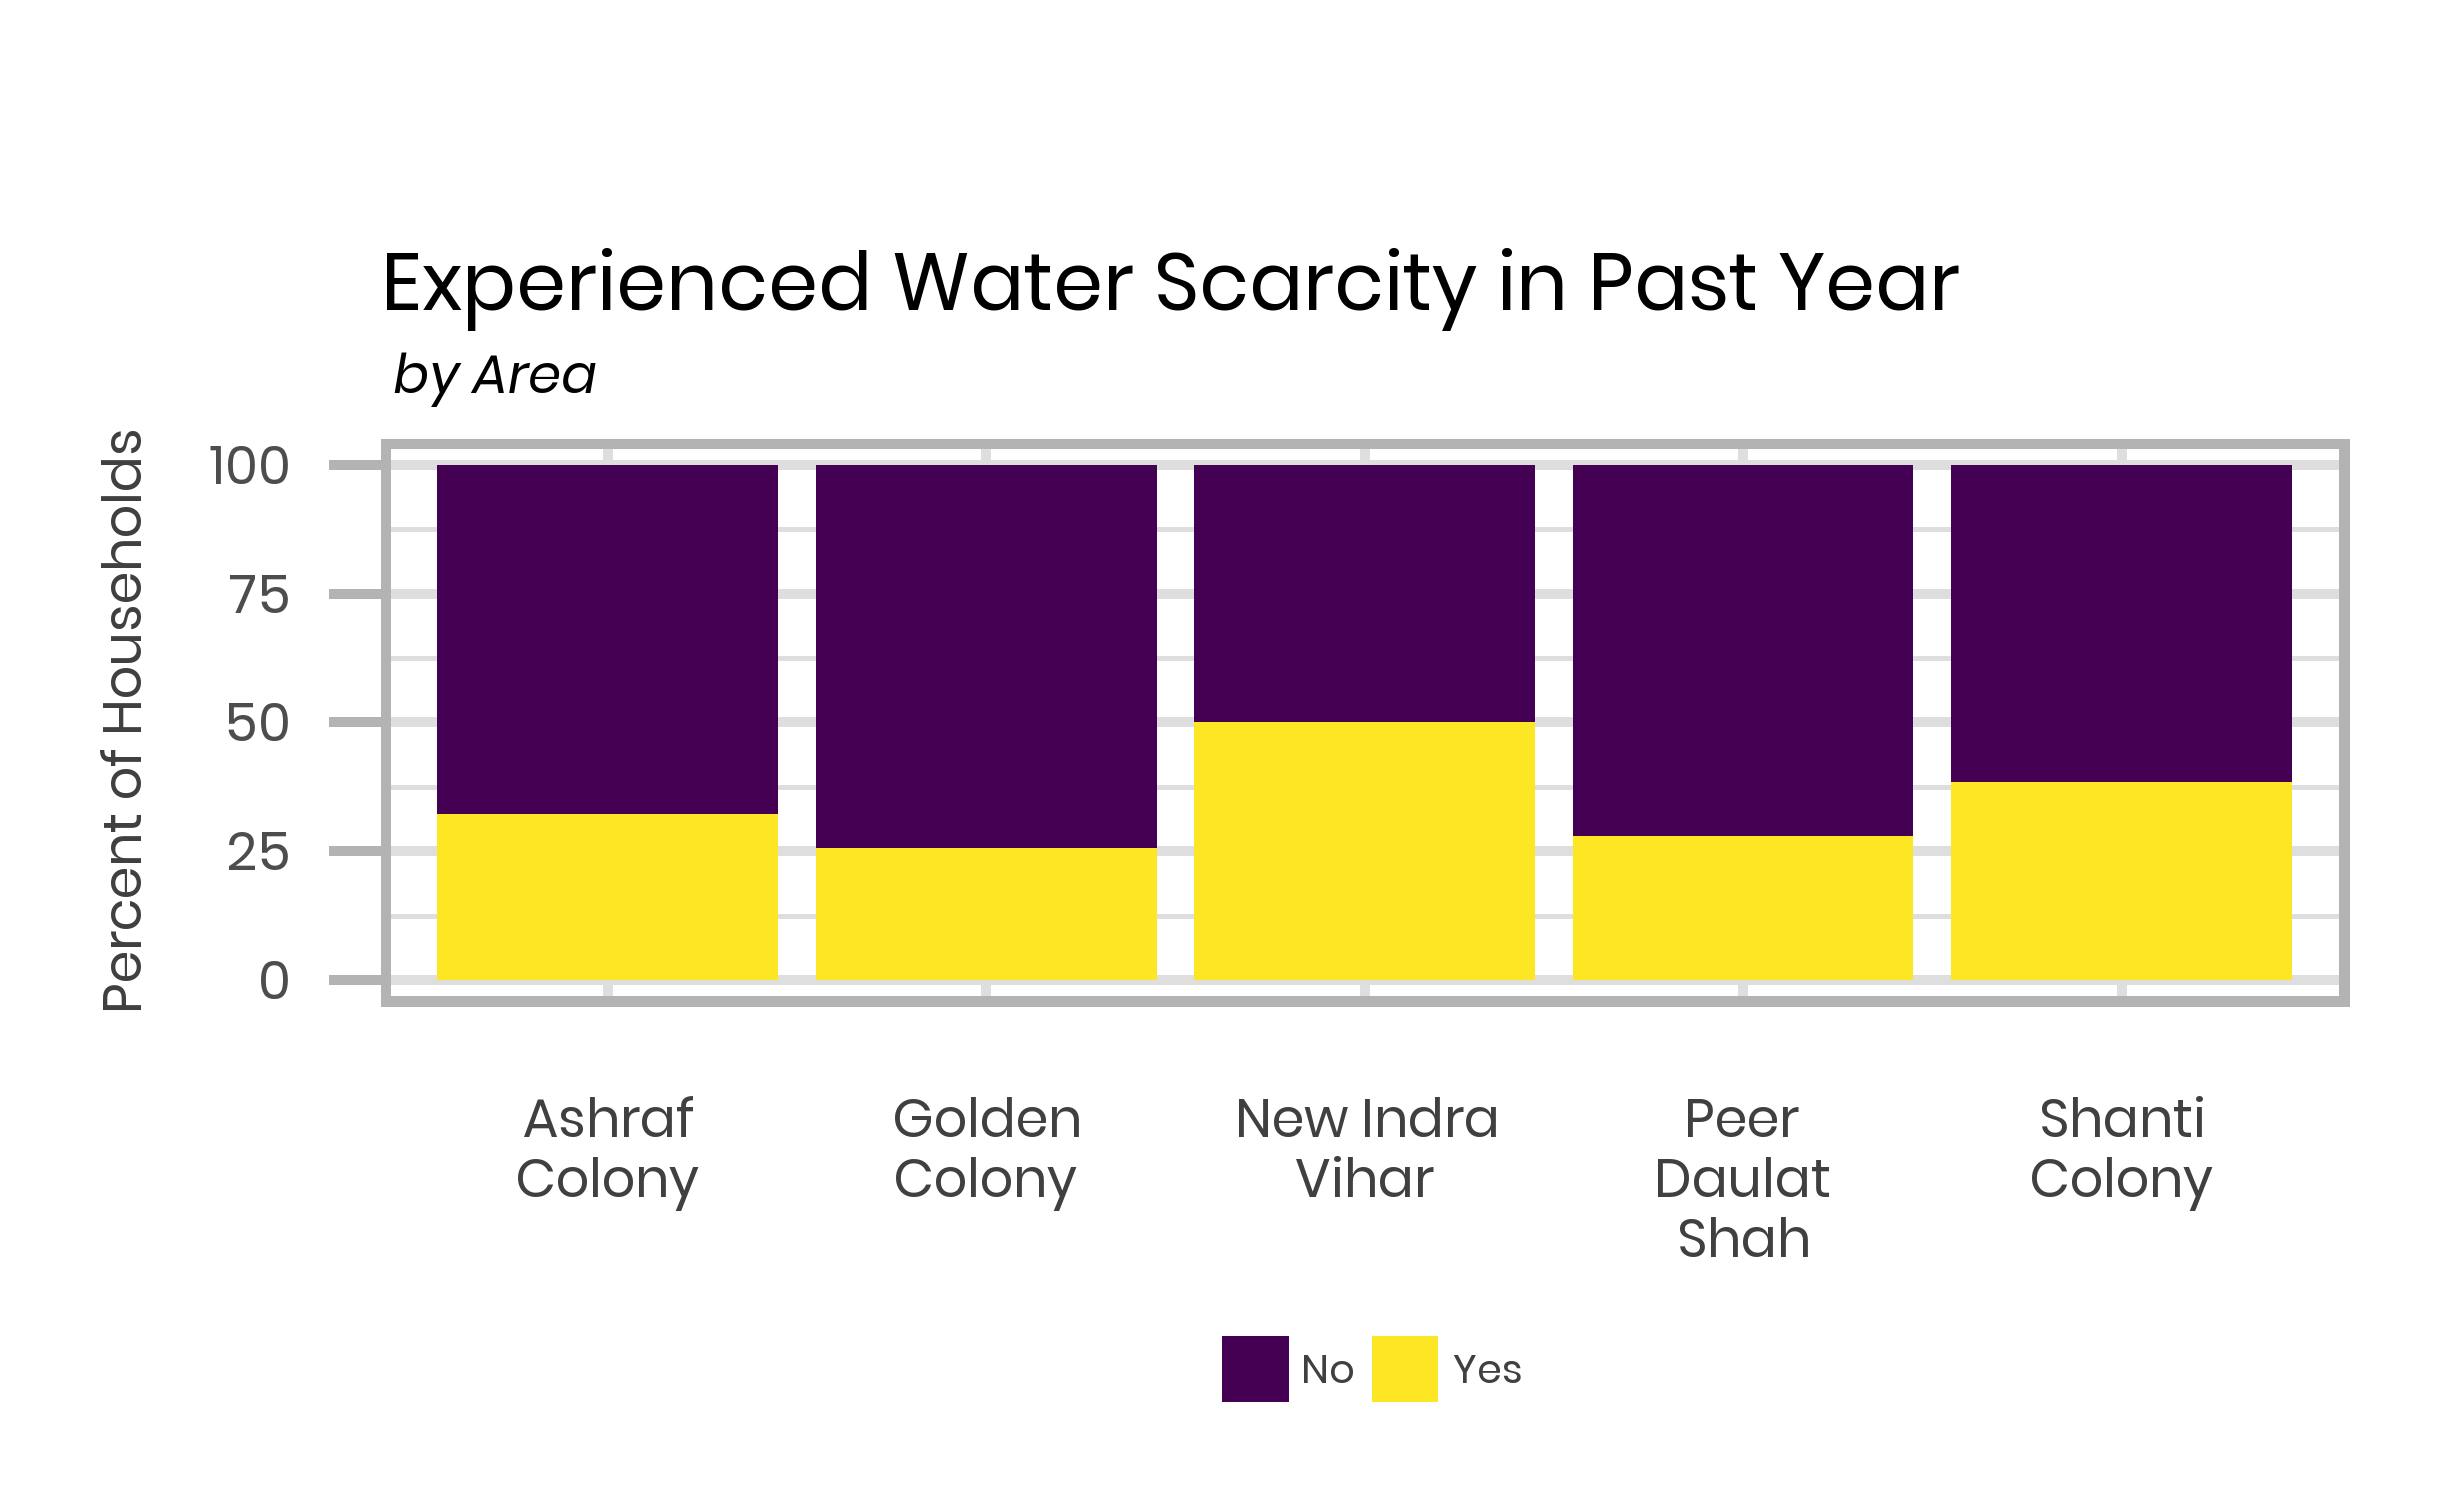 Experienced Water Scarcity in Past Year
by Area
Percent of Households
100
75
50
25
0
Ashraf
Colony
Golden
Colony
New Indra
Vihar
Peer
Daulat
Shah
Shanti
Colony
No
Yes